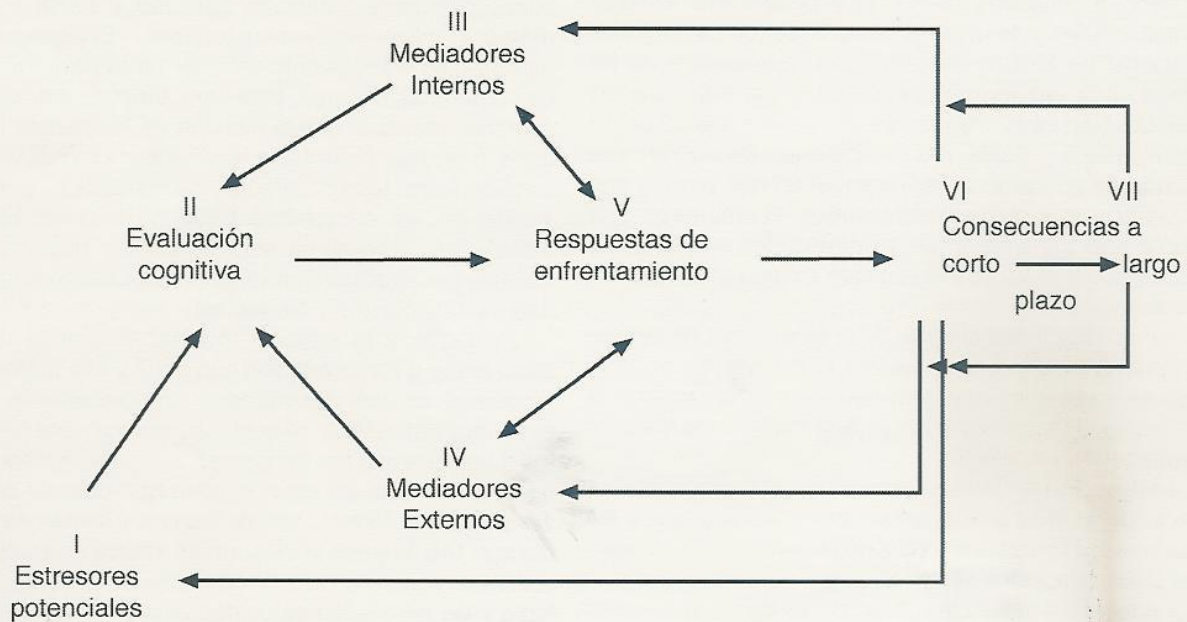 III
Mediadores
Internos
II
Evaluación
cognitiva
V
Respuestas de
enfrentamiento
VI
VII
Consecuencias a
corto
largo
plazo
IV
Mediadores
Externos
I
Estresores
potenciales